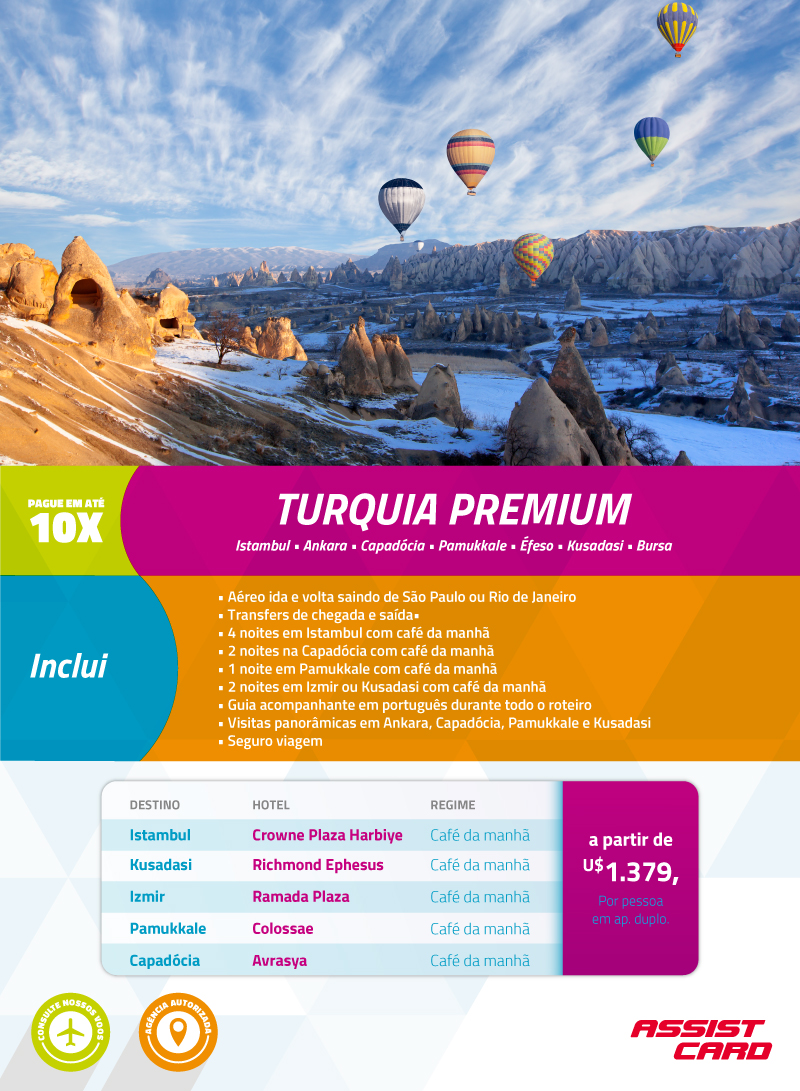 PAGUE EM ATÉ
10X
TURQUIA PREMIUM
Istambul • Ankara • Capadócia • Pamukkale • Éfeso • Kusadasi • Bursa
Inclui
• Aéreo ida e volta saindo de São Paulo ou Rio de Janeiro
• Transfers de chegada e saída•
• 4 noites em Istambul com café da manhã
• 2 noites na Capadócia com café da manhã
• 1 noite em Pamukkale com café da manhã
• 2 noites em Izmir ou Kusadasi com café da manhã
• Guia acompanhante em português durante todo o roteiro
• Visitas panorâmicas em Ankara, Capadócia, Pamukkale e Kusadasi
• Seguro viagem
DESTINO HOTEL REGIME
Istambul Crowne Plaza Harbiye Café da manhã
Kusadasi Richmond Ephesus Café da manhã
Izmir Ramada Plaza Café da manhã
Pamukkale Colossae Café da manhã
Capadócia Avrasya Café da manhã
a partir de
U$1.379,
Por pessoa
em ap. duplo.
CONSULTE NOSSOS VOOS
AGÊNCIA AUTORIZADA
ASSIST
CARD